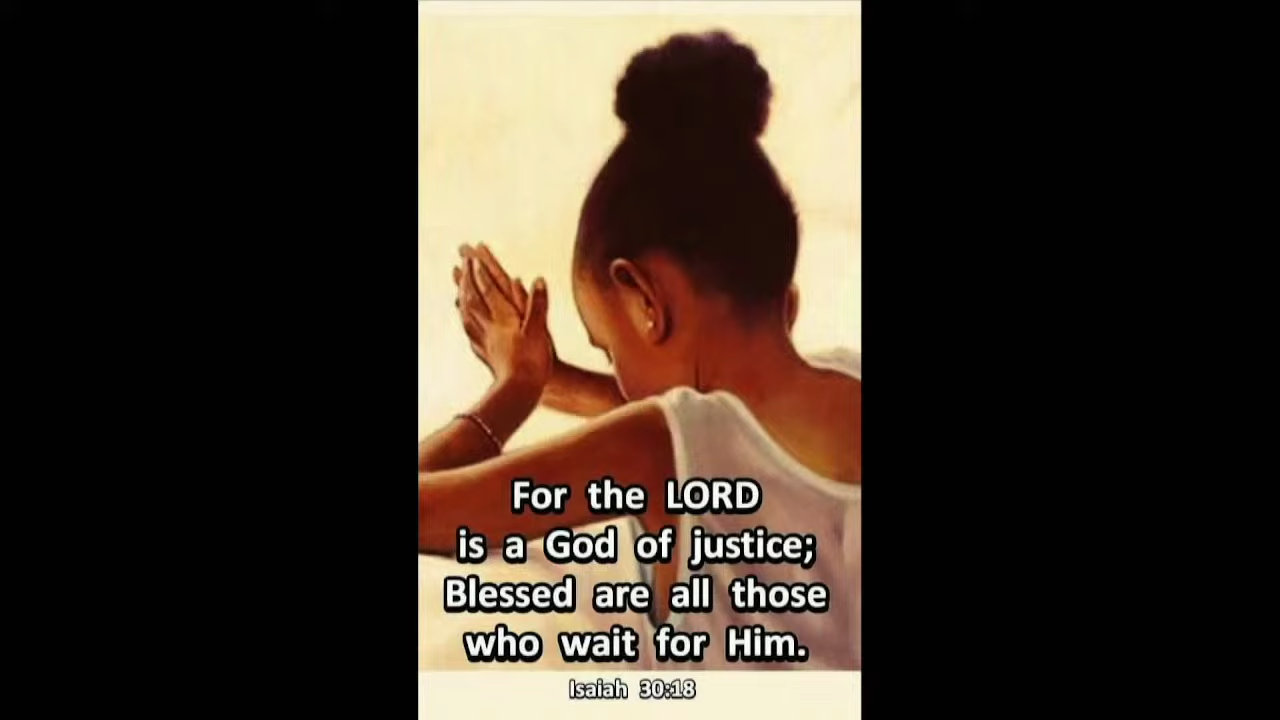 For the LORD
is a God of justice;
Blessed are all those
who wait for Him.
Isaiah 30:18